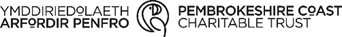 YMDDIRIEDOLAETH
ARFORDIR PENFRO
PEMBROKESHIRE COAST
CHARITABLE TRUST